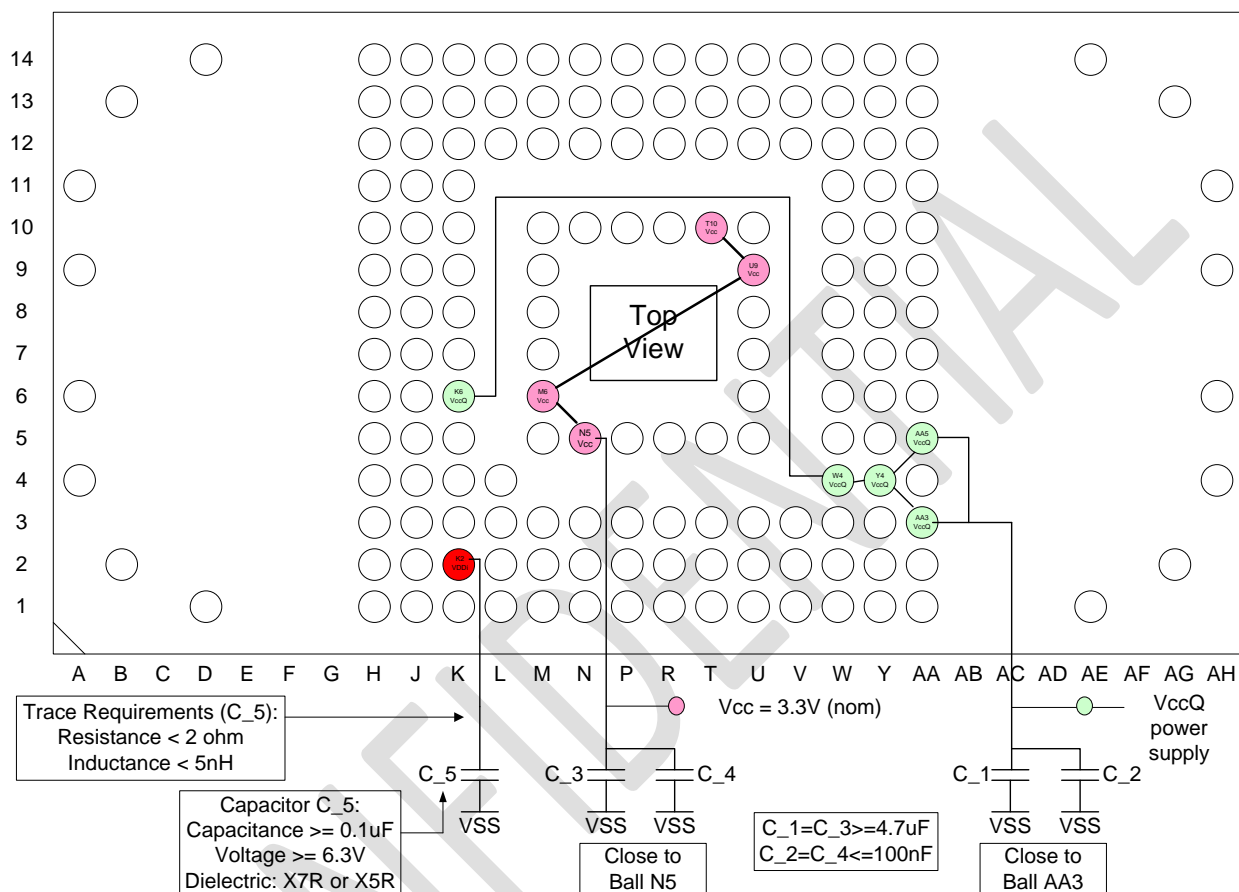 14
13
12
11
10
9
8
7
6
5
4
3
2
1
T10
Vcc
U9
Vcc
Top
View
K6
VccQ
M6
Vcc
N5
Vcc
AA5
VccQ
W4
VccQ
Y4
VccQ
AA3
VccQ
K2
VDDI
A B C D E F G H J K L M N P R T U V W Y AA AB AC AD AE AF AG AH
Trace Requirements (C_5):
Resistance < 2 ohm
Inductance < 5nH
Vcc = 3.3V (nom)
VccQ
power
supply
C_5
C_3
C_4
C_1
C_2
Capacitor C_5:
Capacitance >= 0.1uF
Voltage >= 6.3V
Dielectric: X7R or X5R
VSS
VSS
VSS
VSS
VSS
C_1=C_3>=4.7uF
C_2=C_4<=100nF
Close to
Ball N5
Close to
Ball AA3
NFIDENTIAL